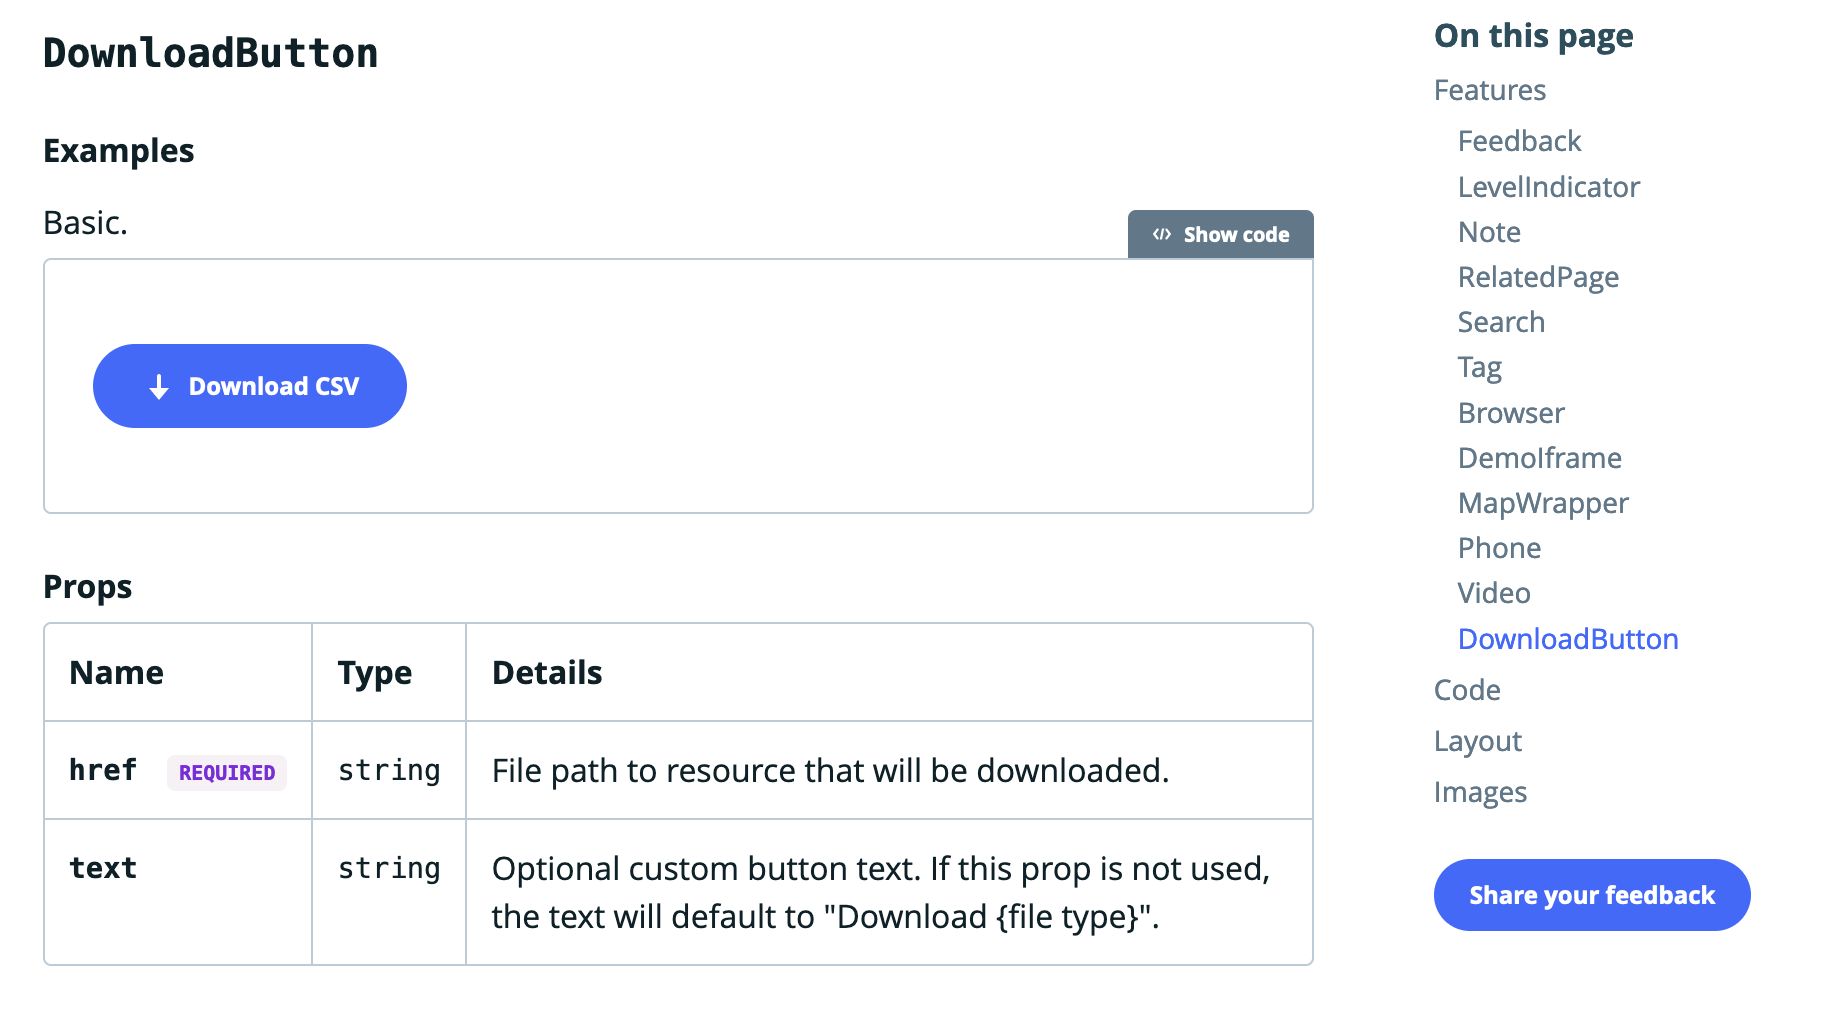 DownloadButton
Examples
Basic.
</> Show code
Download CSV
Props
Name Type Details
href REQUIRED string File path to resource that will be downloaded.
text string Optional custom button text. If this prop is not used,
the text will default to "Download {file type}".
On this page
Features
Feedback
LevelIndicator
Note
RelatedPage
Search
Tag
Browser
DemoIframe
MapWrapper
Phone
Video
DownloadButton
Code
Layout
Images
Share your feedback